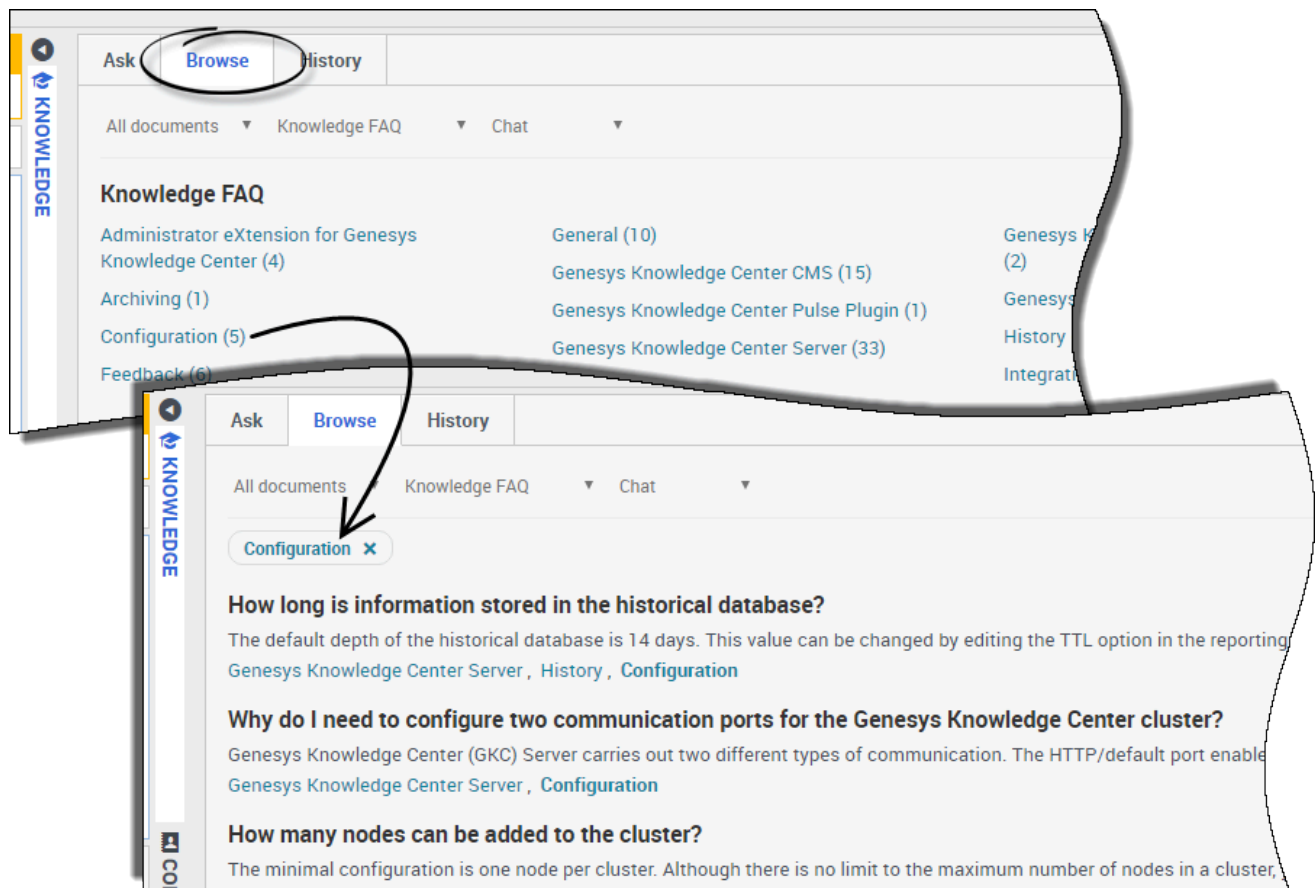 Ask Browse History
KNOWLEDGE
All documents Knowledge FAQ Chat
Knowledge FAQ
Administrator eXtension for Genesys
Knowledge Center (4)
Archiving (1)
Configuration (5)
Feedback (6)
General (10)
Genesys Knowledge Center CMS (15)
Genesys Knowledge Center Pulse Plugin (1)
Genesys Knowledge Center Server (33)
Genesys
(2)
Genesys
History
Ask Browse History
KNOWLEDGE
All documents Knowledge FAQ Chat
Configuration ×
How long is information stored in the historical database?
The default depth of the historical database is 14 days. This value can be changed by editing the TTL option in the reporting
Genesys Knowledge Center Server , History , Configuration
Why do I need to configure two communication ports for the Genesys Knowledge Center cluster?
Genesys Knowledge Center (GKC) Server carries out two different types of communication. The HTTP/default port enable
Genesys Knowledge Center Server , Configuration
How many nodes can be added to the cluster?
The minimal configuration is one node per cluster. Although there is no limit to the maximum number of nodes in a cluster,